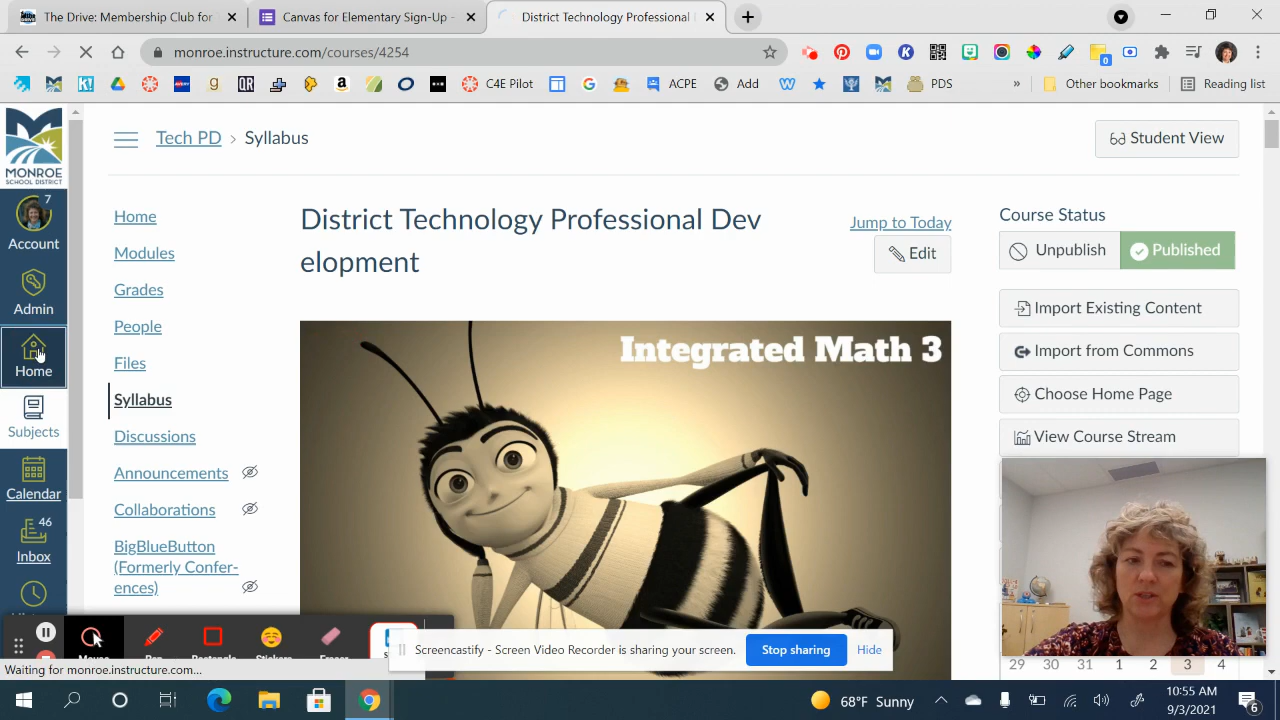 The Drive: Membership Club for
Canvas for Elementary Sign-Up -
District Technology Professional
monroe.instructure.com/courses/4254
K!
QR
C4E Pilot
ACPE
Add
PDS
»
Other bookmarks
Reading list
MONROE
SCHOOL DISTRICT
7
Account
Admin
Home
Subjects
Calendar
46
Inbox
Tech PD > Syllabus
Student View
Home
Modules
Grades
People
Files
Syllabus
Discussions
Announcements
Collaborations
BigBlueButton
(Formerly Confer-
ences)
District Technology Professional Dev
elopment
Jump to Today
Edit
Integrated Math 3
Course Status
Unpublish
Published
Import Existing Content
Import from Commons
Choose Home Page
View Course Stream
29 30 31 1 2 3 4
Screencastify - Screen Video Recorder is sharing your screen.
Stop sharing
Hide
Waiting for monroe.instructure.com...
68°F Sunny
10:55 AM
9/3/2021
6